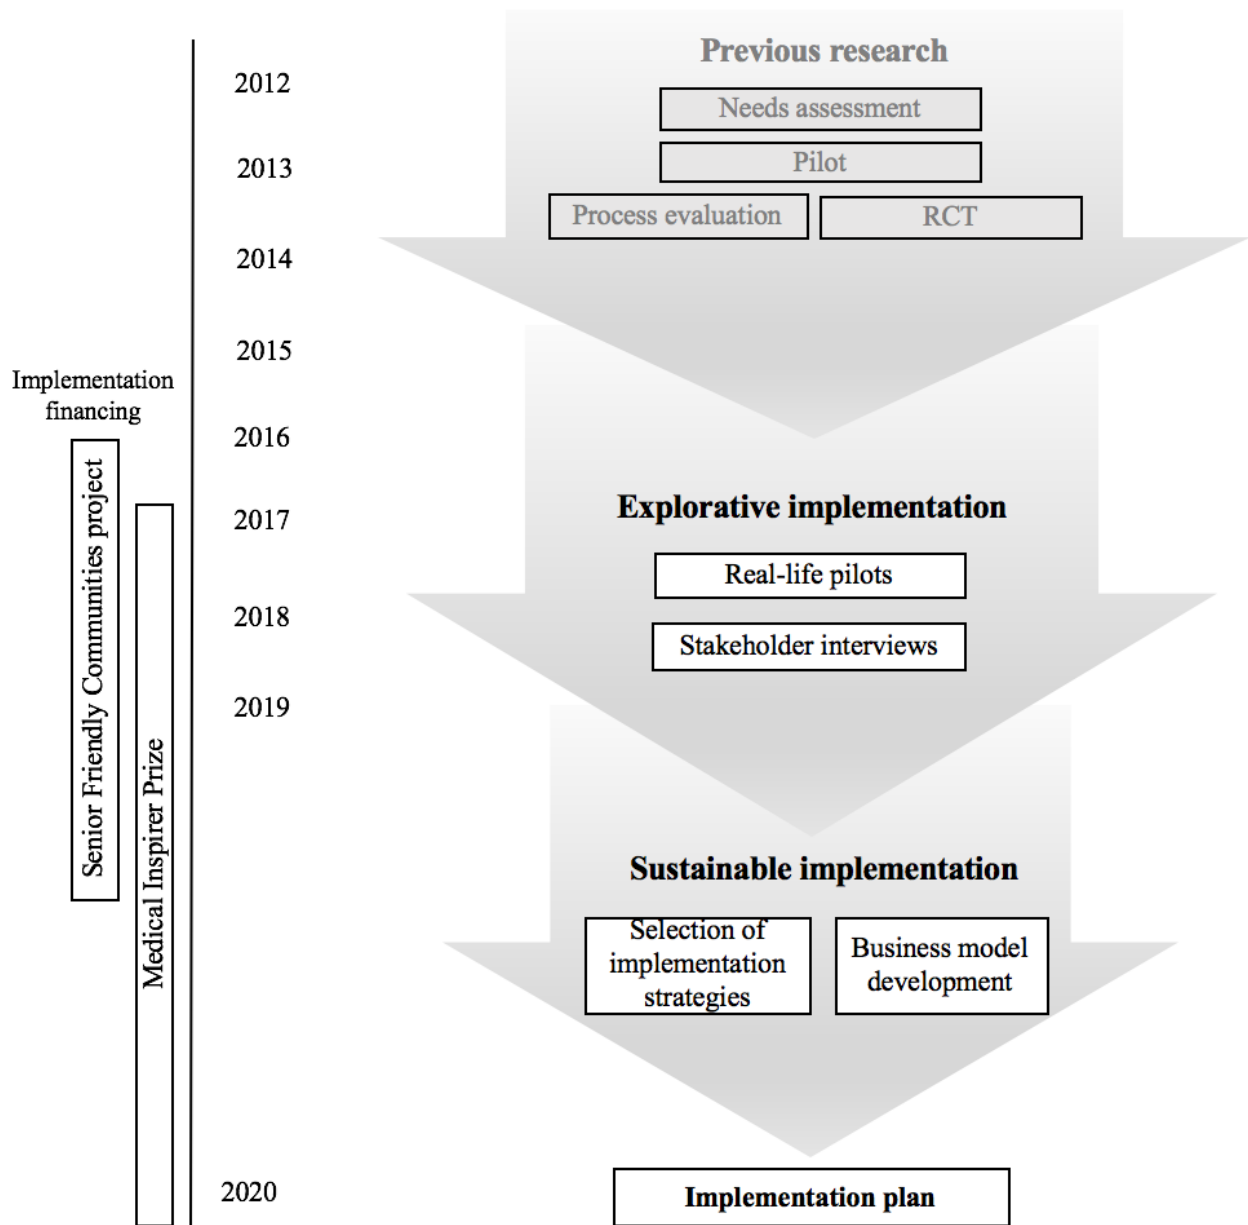 Previous research
2012
Needs assessment
2013
Pilot
Process evaluation
RCT
2014
2015
Implementation
financing
2016
Senior Friendly Communities project
Medical Inspirer Prize
2017
Explorative implementation
Real-life pilots
2018
Stakeholder interviews
2019
Sustainable implementation
Selection of
implementation
strategies
Business model
development
2020
Implementation plan